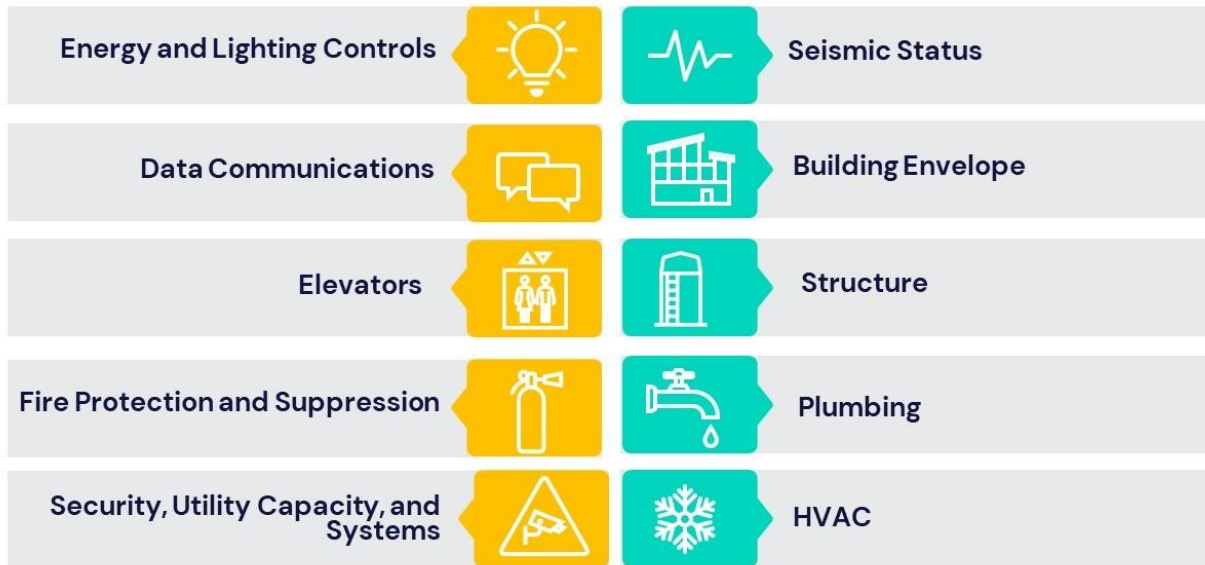 Energy and Lighting Controls
Seismic Status
Data Communications
Building Envelope
Elevators
Structure
Fire Protection and Suppression
Plumbing
Security, Utility Capacity, and
Systems
HVAC